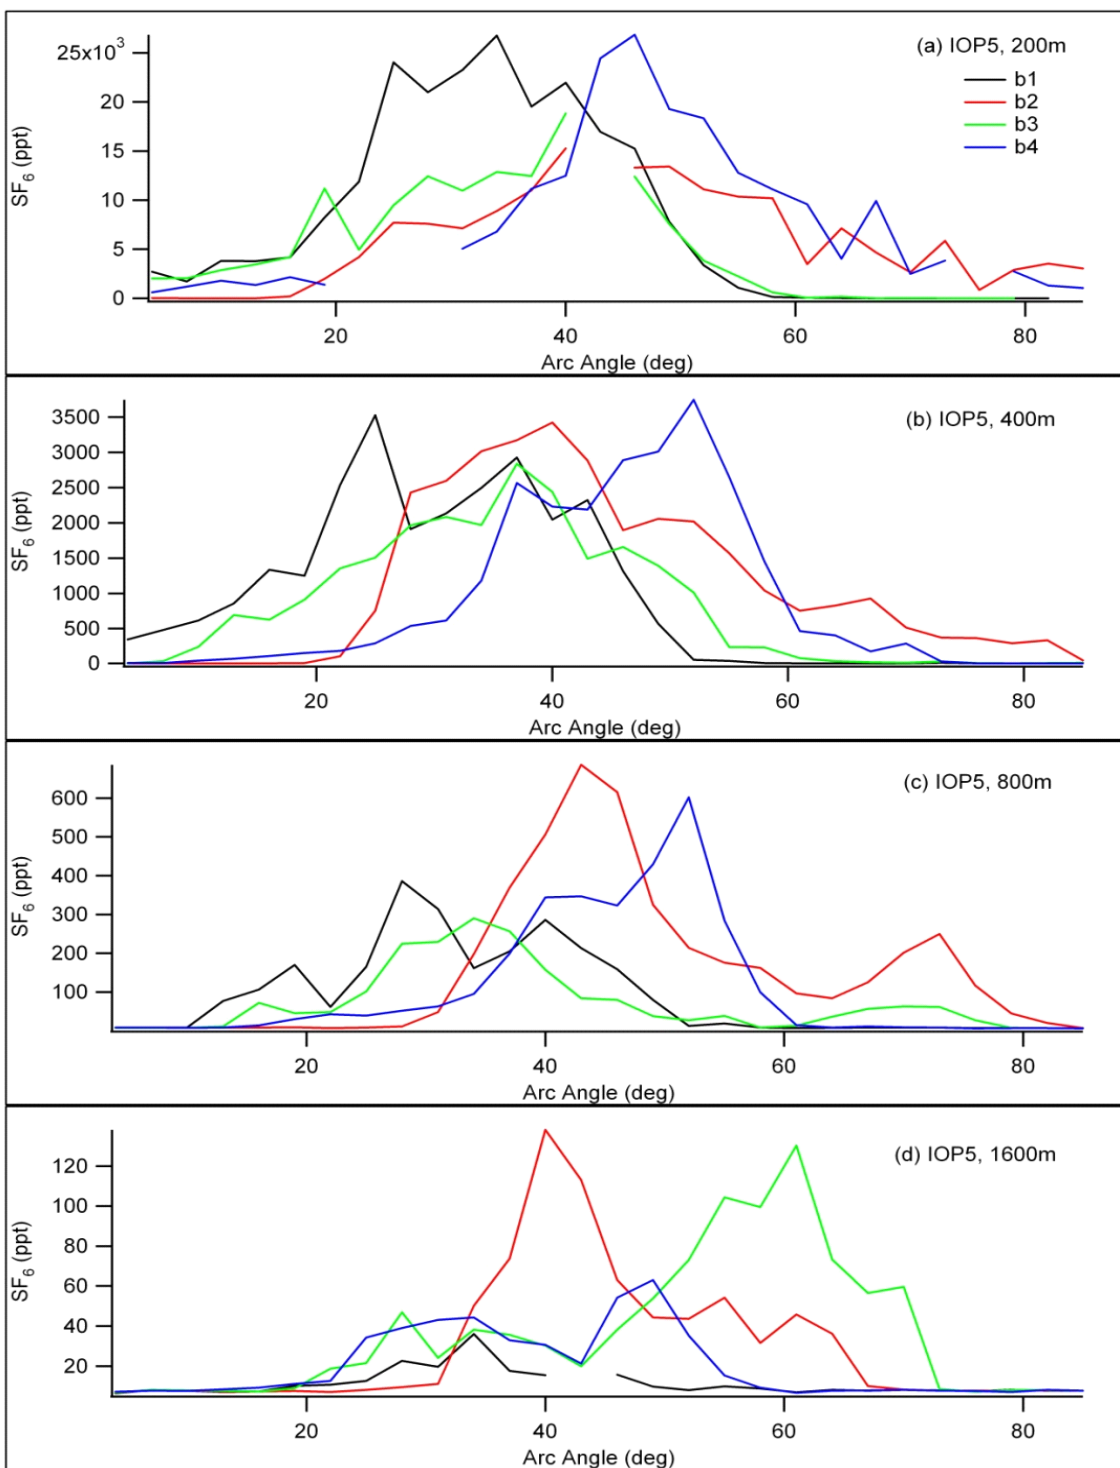 (a) IOP5, 200m
b1
b2
b3
b4
SF₆ (ppt)
25x10³
20
15
10
5
0
20 40 60 80
Arc Angle (deg)
(b) IOP5, 400m
SF₆ (ppt)
3500
3000
2500
2000
1500
1000
500
0
20 40 60 80
Arc Angle (deg)
(c) IOP5, 800m
SF₆ (ppt)
600
500
400
300
200
100
20 40 60 80
Arc Angle (deg)
(d) IOP5, 1600m
SF₆ (ppt)
120
100
80
60
40
20
20 40 60 80
Arc Angle (deg)